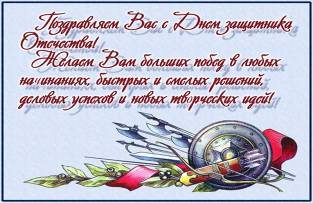 Поздравляем Вас с Днем защитника
Отечества!
Желаем Вам больших побед в любых
начинаниях, быстрых и смелых решений,
деловых успехов и новых творческих идей!